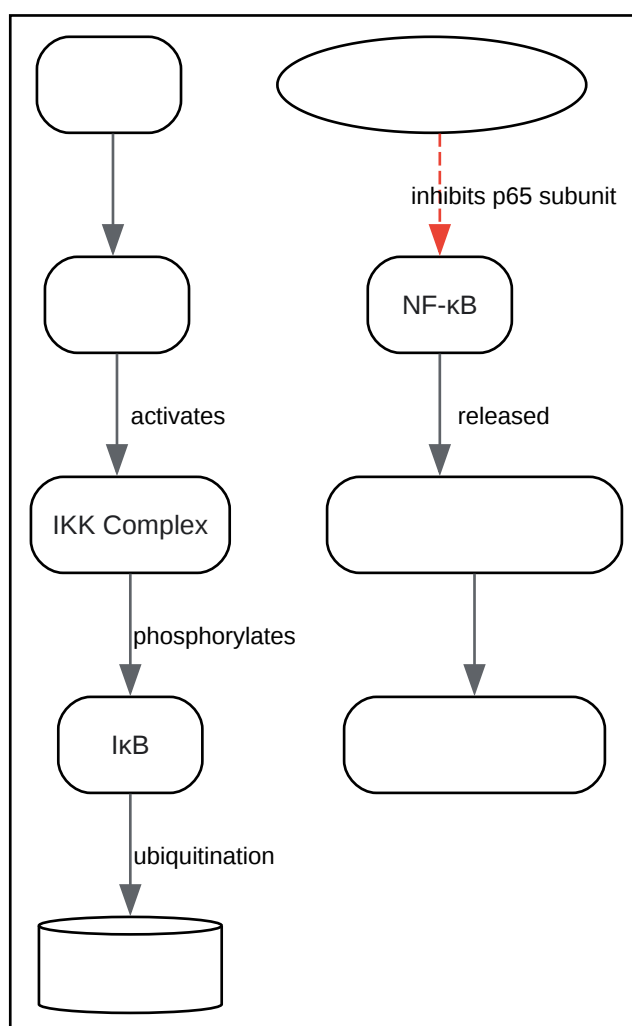 inhibits p65 subunit
NF-κB
activates
released
IKK Complex
phosphorylates
IκB
ubiquitination